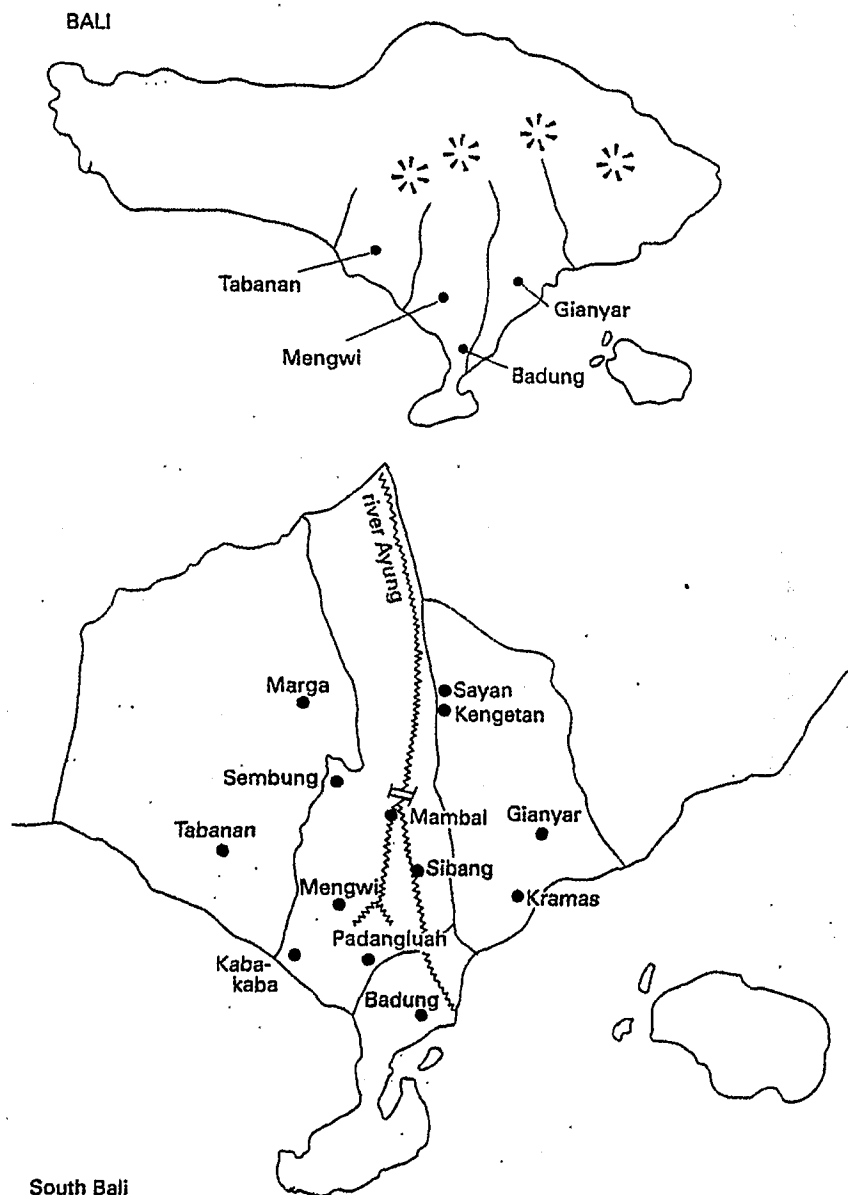 BALI
Tabanan
Gianyar
Mengwi
Badung
river Ayung
Marga
Sayan
Kengetan
Sembung
Tabanan
Mambal
Gianyar
Sibang
Mengwi
Kramas
Padangluah
Kaba-
kaba
Badung
South Bali